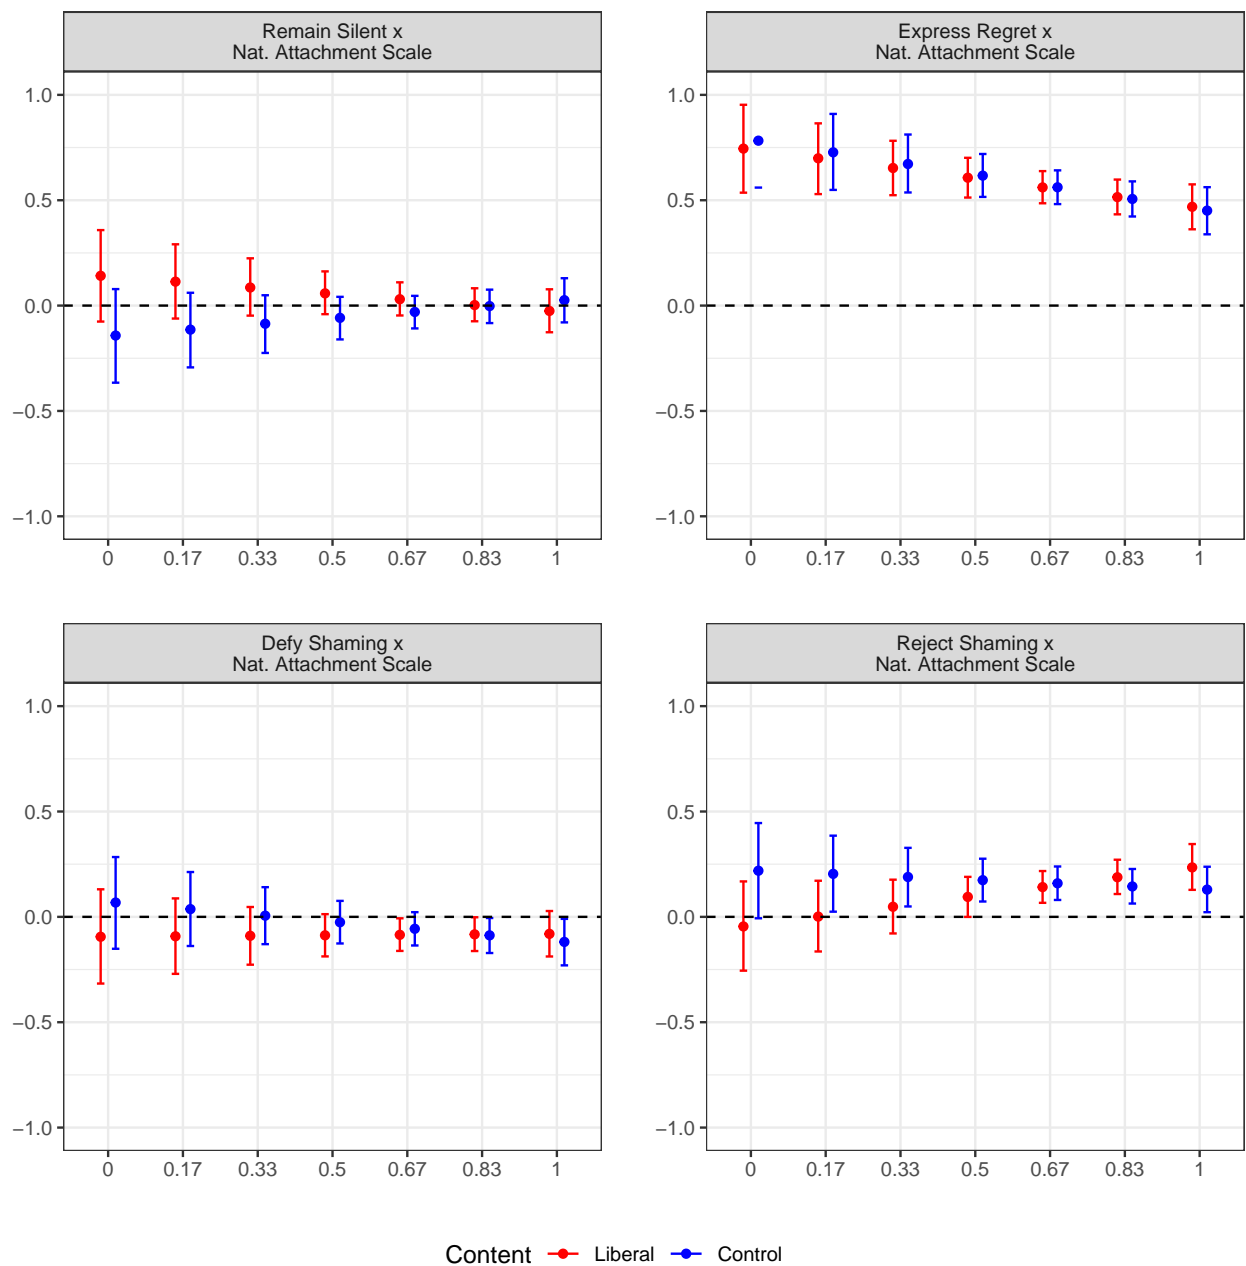 Remain Silent x
Nat. Attachment Scale
1.0
0.5
0.0
−0.5
−1.0
0 0.17 0.33 0.5 0.67 0.83 1
Express Regret x
Nat. Attachment Scale
1.0
0.5
0.0
−0.5
−1.0
0 0.17 0.33 0.5 0.67 0.83 1
Defy Shaming x
Nat. Attachment Scale
1.0
0.5
0.0
−0.5
−1.0
0 0.17 0.33 0.5 0.67 0.83 1
Reject Shaming x
Nat. Attachment Scale
1.0
0.5
0.0
−0.5
−1.0
0 0.17 0.33 0.5 0.67 0.83 1
Content Liberal Control